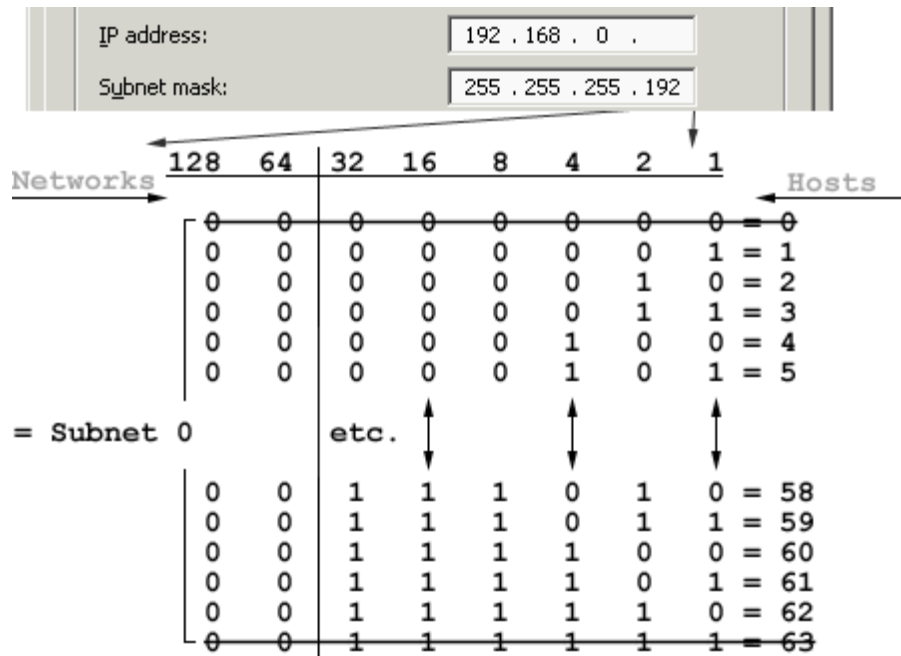 IP address: 192 . 168 . 0 .
Subnet mask: 255 . 255 . 255 . 192
128 64 32 16 8 4 2 1
Networks Hosts
0 0 0 0 0 0 0 0 = 0
0 0 0 0 0 0 0 1 = 1
0 0 0 0 0 0 1 0 = 2
0 0 0 0 0 0 1 1 = 3
0 0 0 0 0 1 0 0 = 4
0 0 0 0 0 1 0 1 = 5
= Subnet 0 etc.
0 0 1 1 1 0 1 0 = 58
0 0 1 1 1 0 1 1 = 59
0 0 1 1 1 1 0 0 = 60
0 0 1 1 1 1 0 1 = 61
0 0 1 1 1 1 1 0 = 62
0 0 1 1 1 1 1 1 = 63